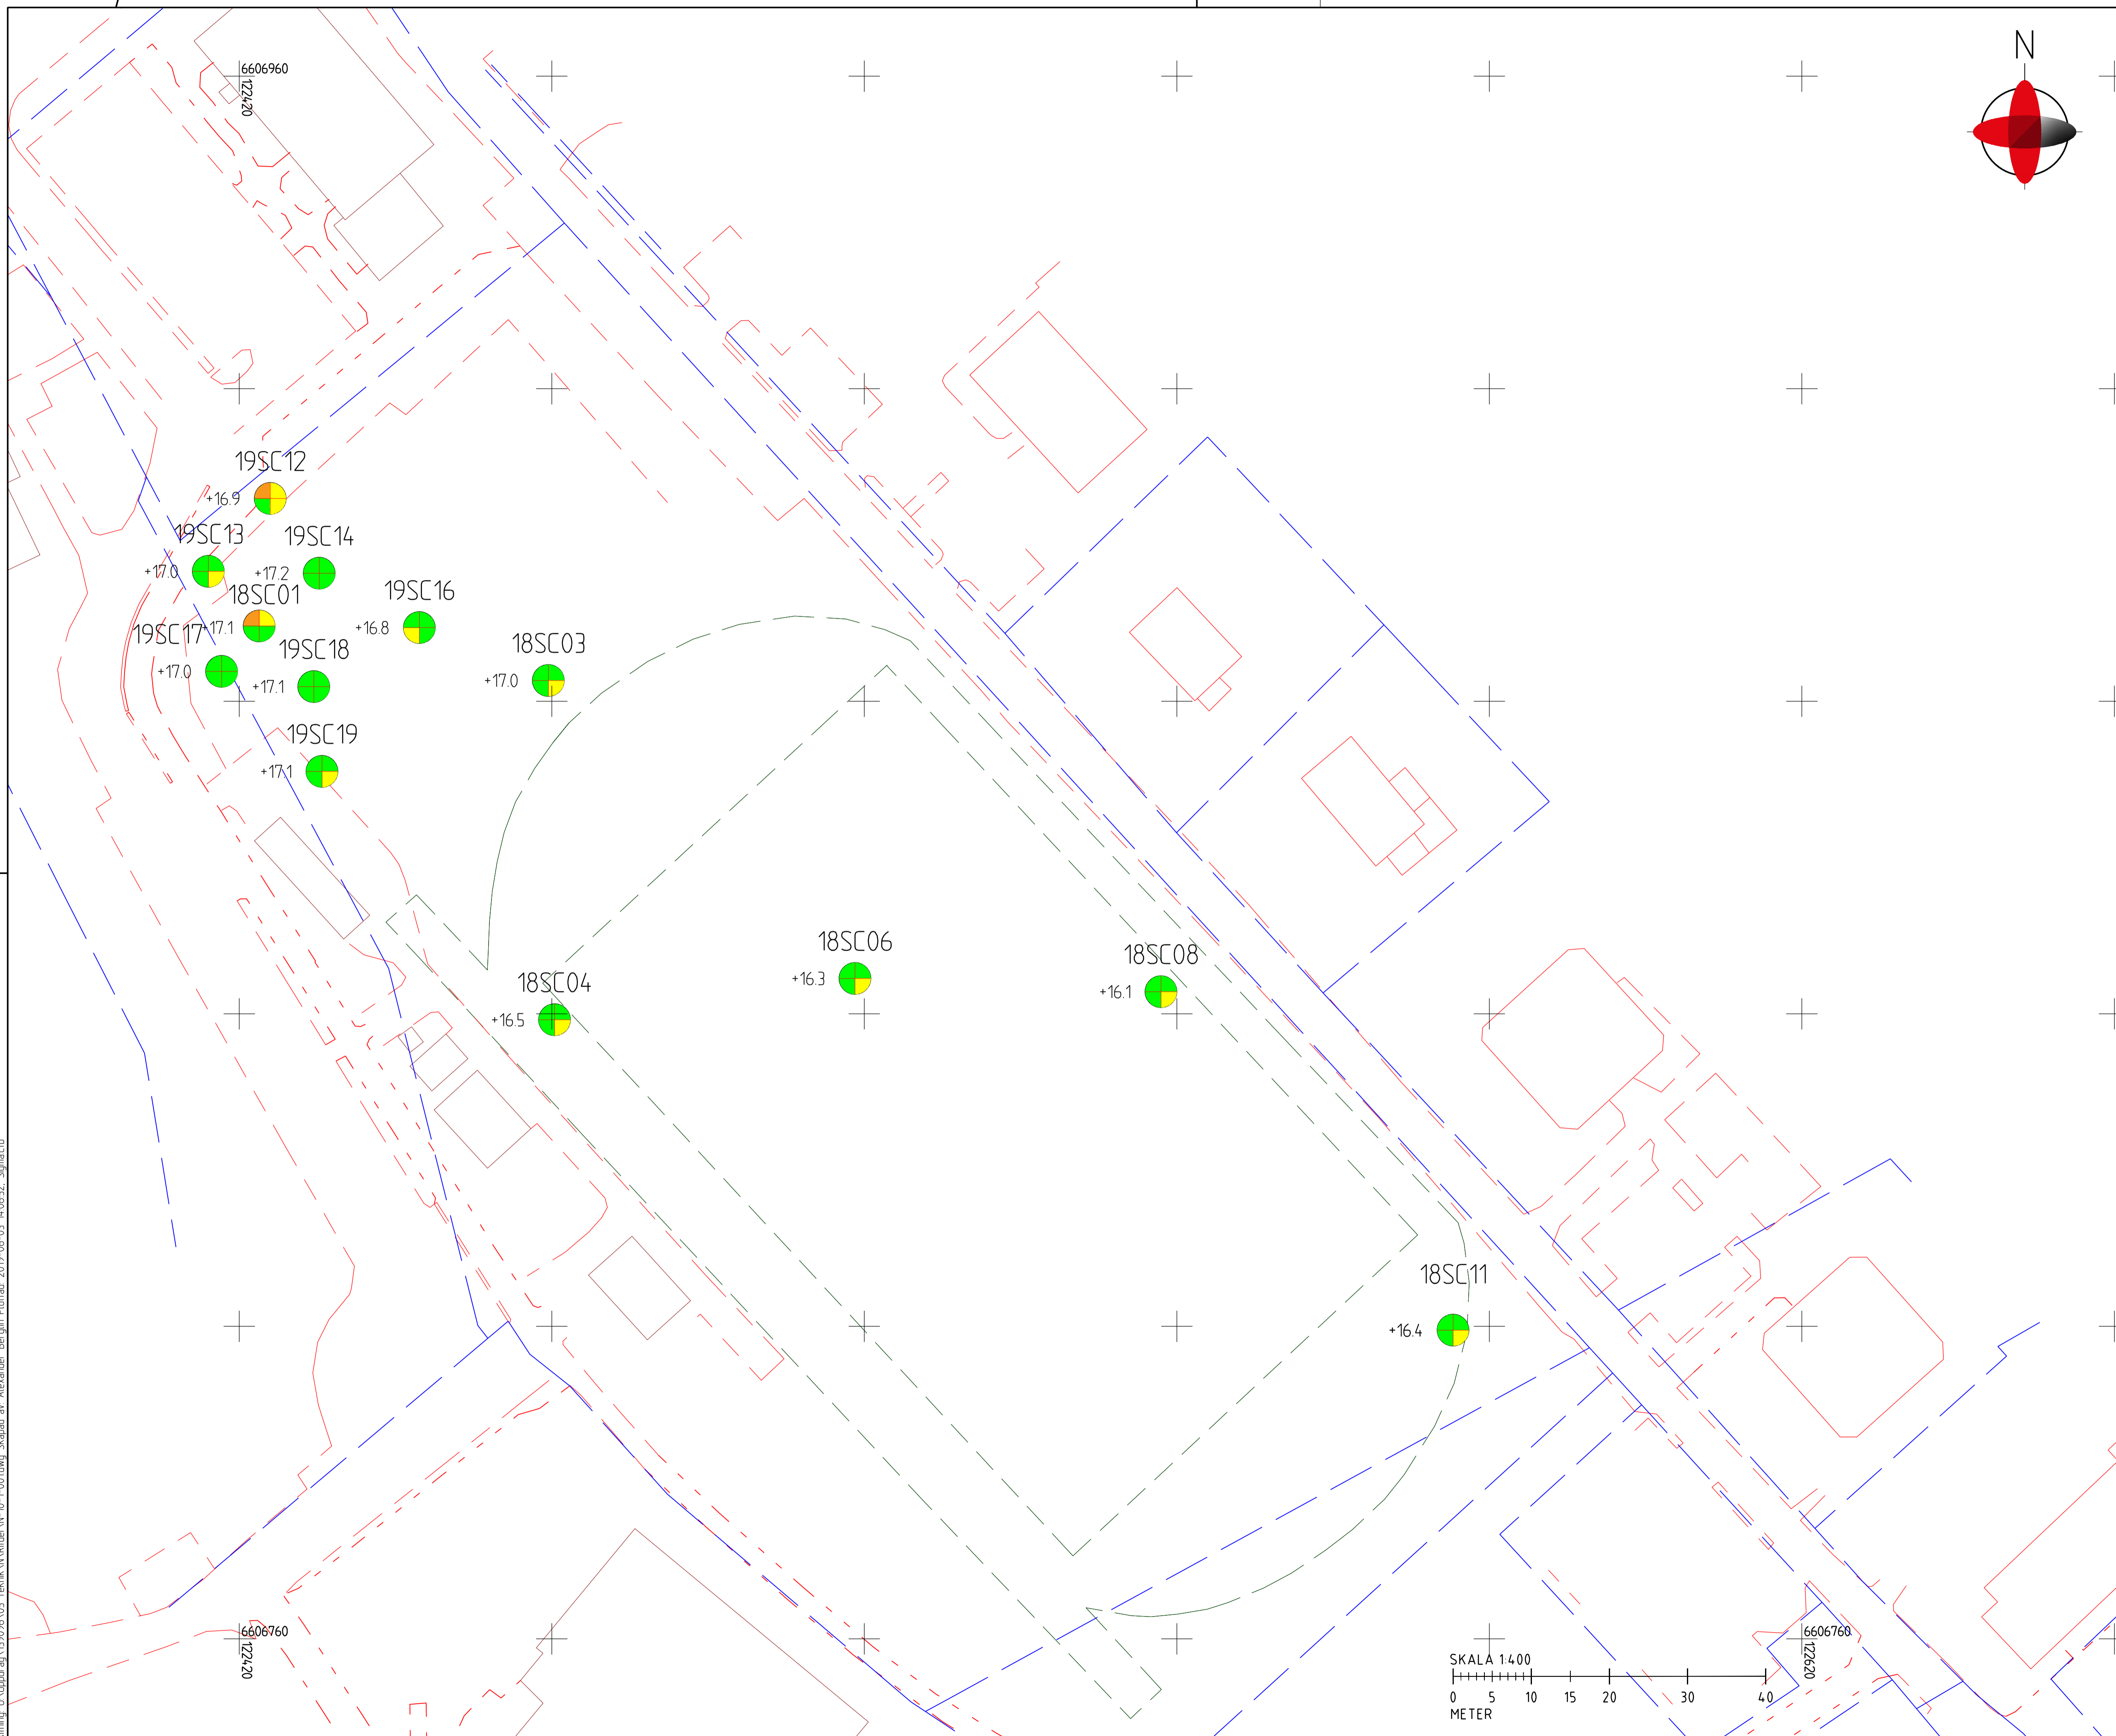 N
6606960
122420
19SC12
+16.9
19SC13
+17.0
19SC14
+17.2
18SC01
+17.1
19SC16
+16.8
19SC17
+17.0
19SC18
+17.1
18SC03
+17.0
19SC19
+17.1
18SC06
+16.3
18SC08
+16.1
18SC04
+16.5
18SC11
+16.4
6606760
122420
6606760
122620
SKALA 1:400
0 5 10 15 20 30 40
METER